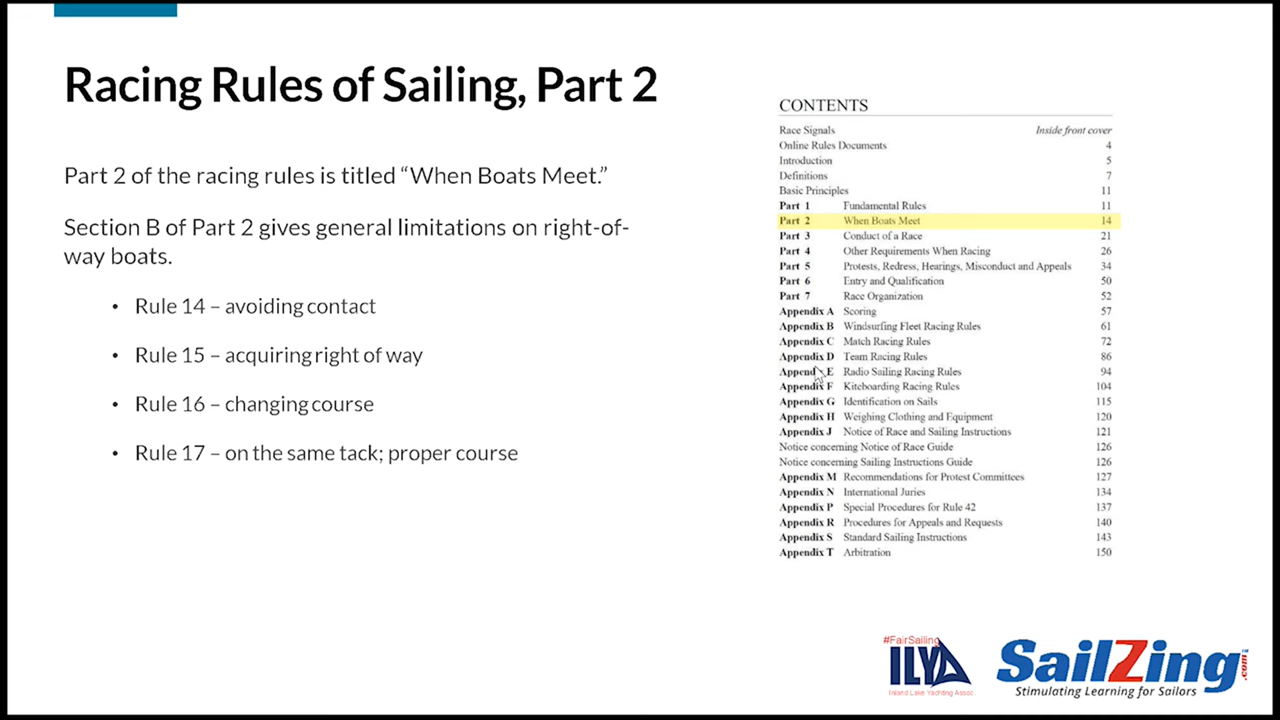 Racing Rules of Sailing, Part 2
Part 2 of the racing rules is titled “When Boats Meet.”
Section B of Part 2 gives general limitations on right-of-
way boats.
• Rule 14 – avoiding contact
• Rule 15 – acquiring right of way
• Rule 16 – changing course
• Rule 17 – on the same tack; proper course
CONTENTS
Race Signals Inside front cover
Online Rules Documents 4
Introduction 5
Definitions 7
Basic Principles 11
Part 1 Fundamental Rules 11
Part 2 When Boats Meet 14
Part 3 Conduct of a Race 21
Part 4 Other Requirements When Racing 26
Part 5 Protests, Redress, Hearings, Misconduct and Appeals 34
Part 6 Entry and Qualification 50
Part 7 Race Organization 52
Appendix A Scoring 57
Appendix B Windsurfing Fleet Racing Rules 61
Appendix C Match Racing Rules 72
Appendix D Team Racing Rules 86
Appendix E Radio Sailing Racing Rules 94
Appendix F Kiteboarding Racing Rules 104
Appendix G Identification on Sails 115
Appendix H Weighing Clothing and Equipment 120
Appendix J Notice of Race and Sailing Instructions 121
Notice concerning Notice of Race Guide 126
Notice concerning Sailing Instructions Guide 126
Appendix M Recommendations for Protest Committees 127
Appendix N International Juries 134
Appendix P Special Procedures for Rule 42 137
Appendix R Procedures for Appeals and Requests 140
Appendix S Standard Sailing Instructions 143
Appendix T Arbitration 150
#FairSailing
ILYA
Inland Lake Yachting Assoc
SailZing.com
Stimulating Learning for Sailors